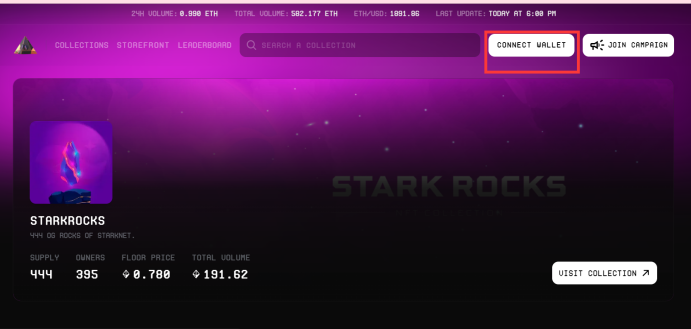 24H VOLUME: 0.990 ETH TOTAL VOLUME: 582.177 ETH ETH/USD: 1891.86 LAST UPDATE: TODAY AT 6:00 PM
COLLECTIONS STOREFRONT LEADERBOARD SEARCH A COLLECTION CONNECT WALLET JOIN CAMPAIGN
STARK ROCKS
STARKROCKS
444 OG ROCKS OF STARKNET.
SUPPLY OWNERS FLOOR PRICE TOTAL VOLUME
444 395 0.780 191.62
VISIT COLLECTION